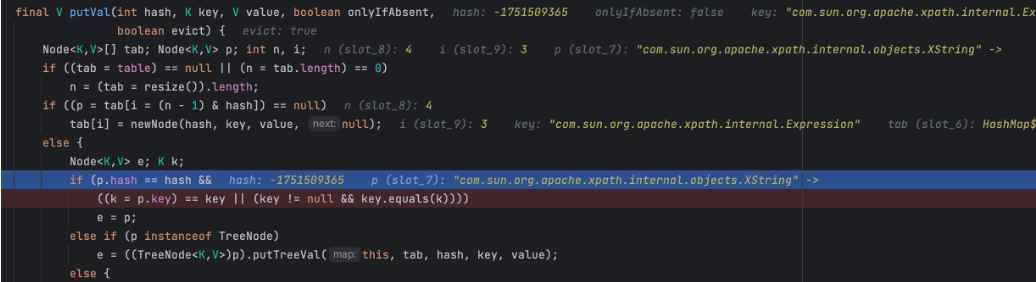 final V putVal(int hash, K key, V value, boolean onlyIfAbsent, hash: -1751509365 onlyIfAbsent: false key: "com.sun.org.apache.xpath.internal.Ex
boolean evict) { evict: true
Node<K,V>[] tab; Node<K,V> p; int n, i; n (slot_8): 4 i (slot_9): 3 p (slot_7): "com.sun.org.apache.xpath.internal.objects.XString" ->
if ((tab = table) == null || (n = tab.length) == 0)
n = (tab = resize()).length;
if ((p = tab[i = (n - 1) & hash]) == null) n (slot_8): 4
tab[i] = newNode(hash, key, value, next: null); i (slot_9): 3 key: "com.sun.org.apache.xpath.internal.Expression" tab (slot_6): HashMap$
else {
Node<K,V> e; K k;
if (p.hash == hash && hash: -1751509365 p (slot_7): "com.sun.org.apache.xpath.internal.objects.XString" ->
((k = p.key) == key || (key != null && key.equals(k))))
e = p;
else if (p instanceof TreeNode)
e = ((TreeNode<K,V>)p).putTreeVal( map: this, tab, hash, key, value);
else {